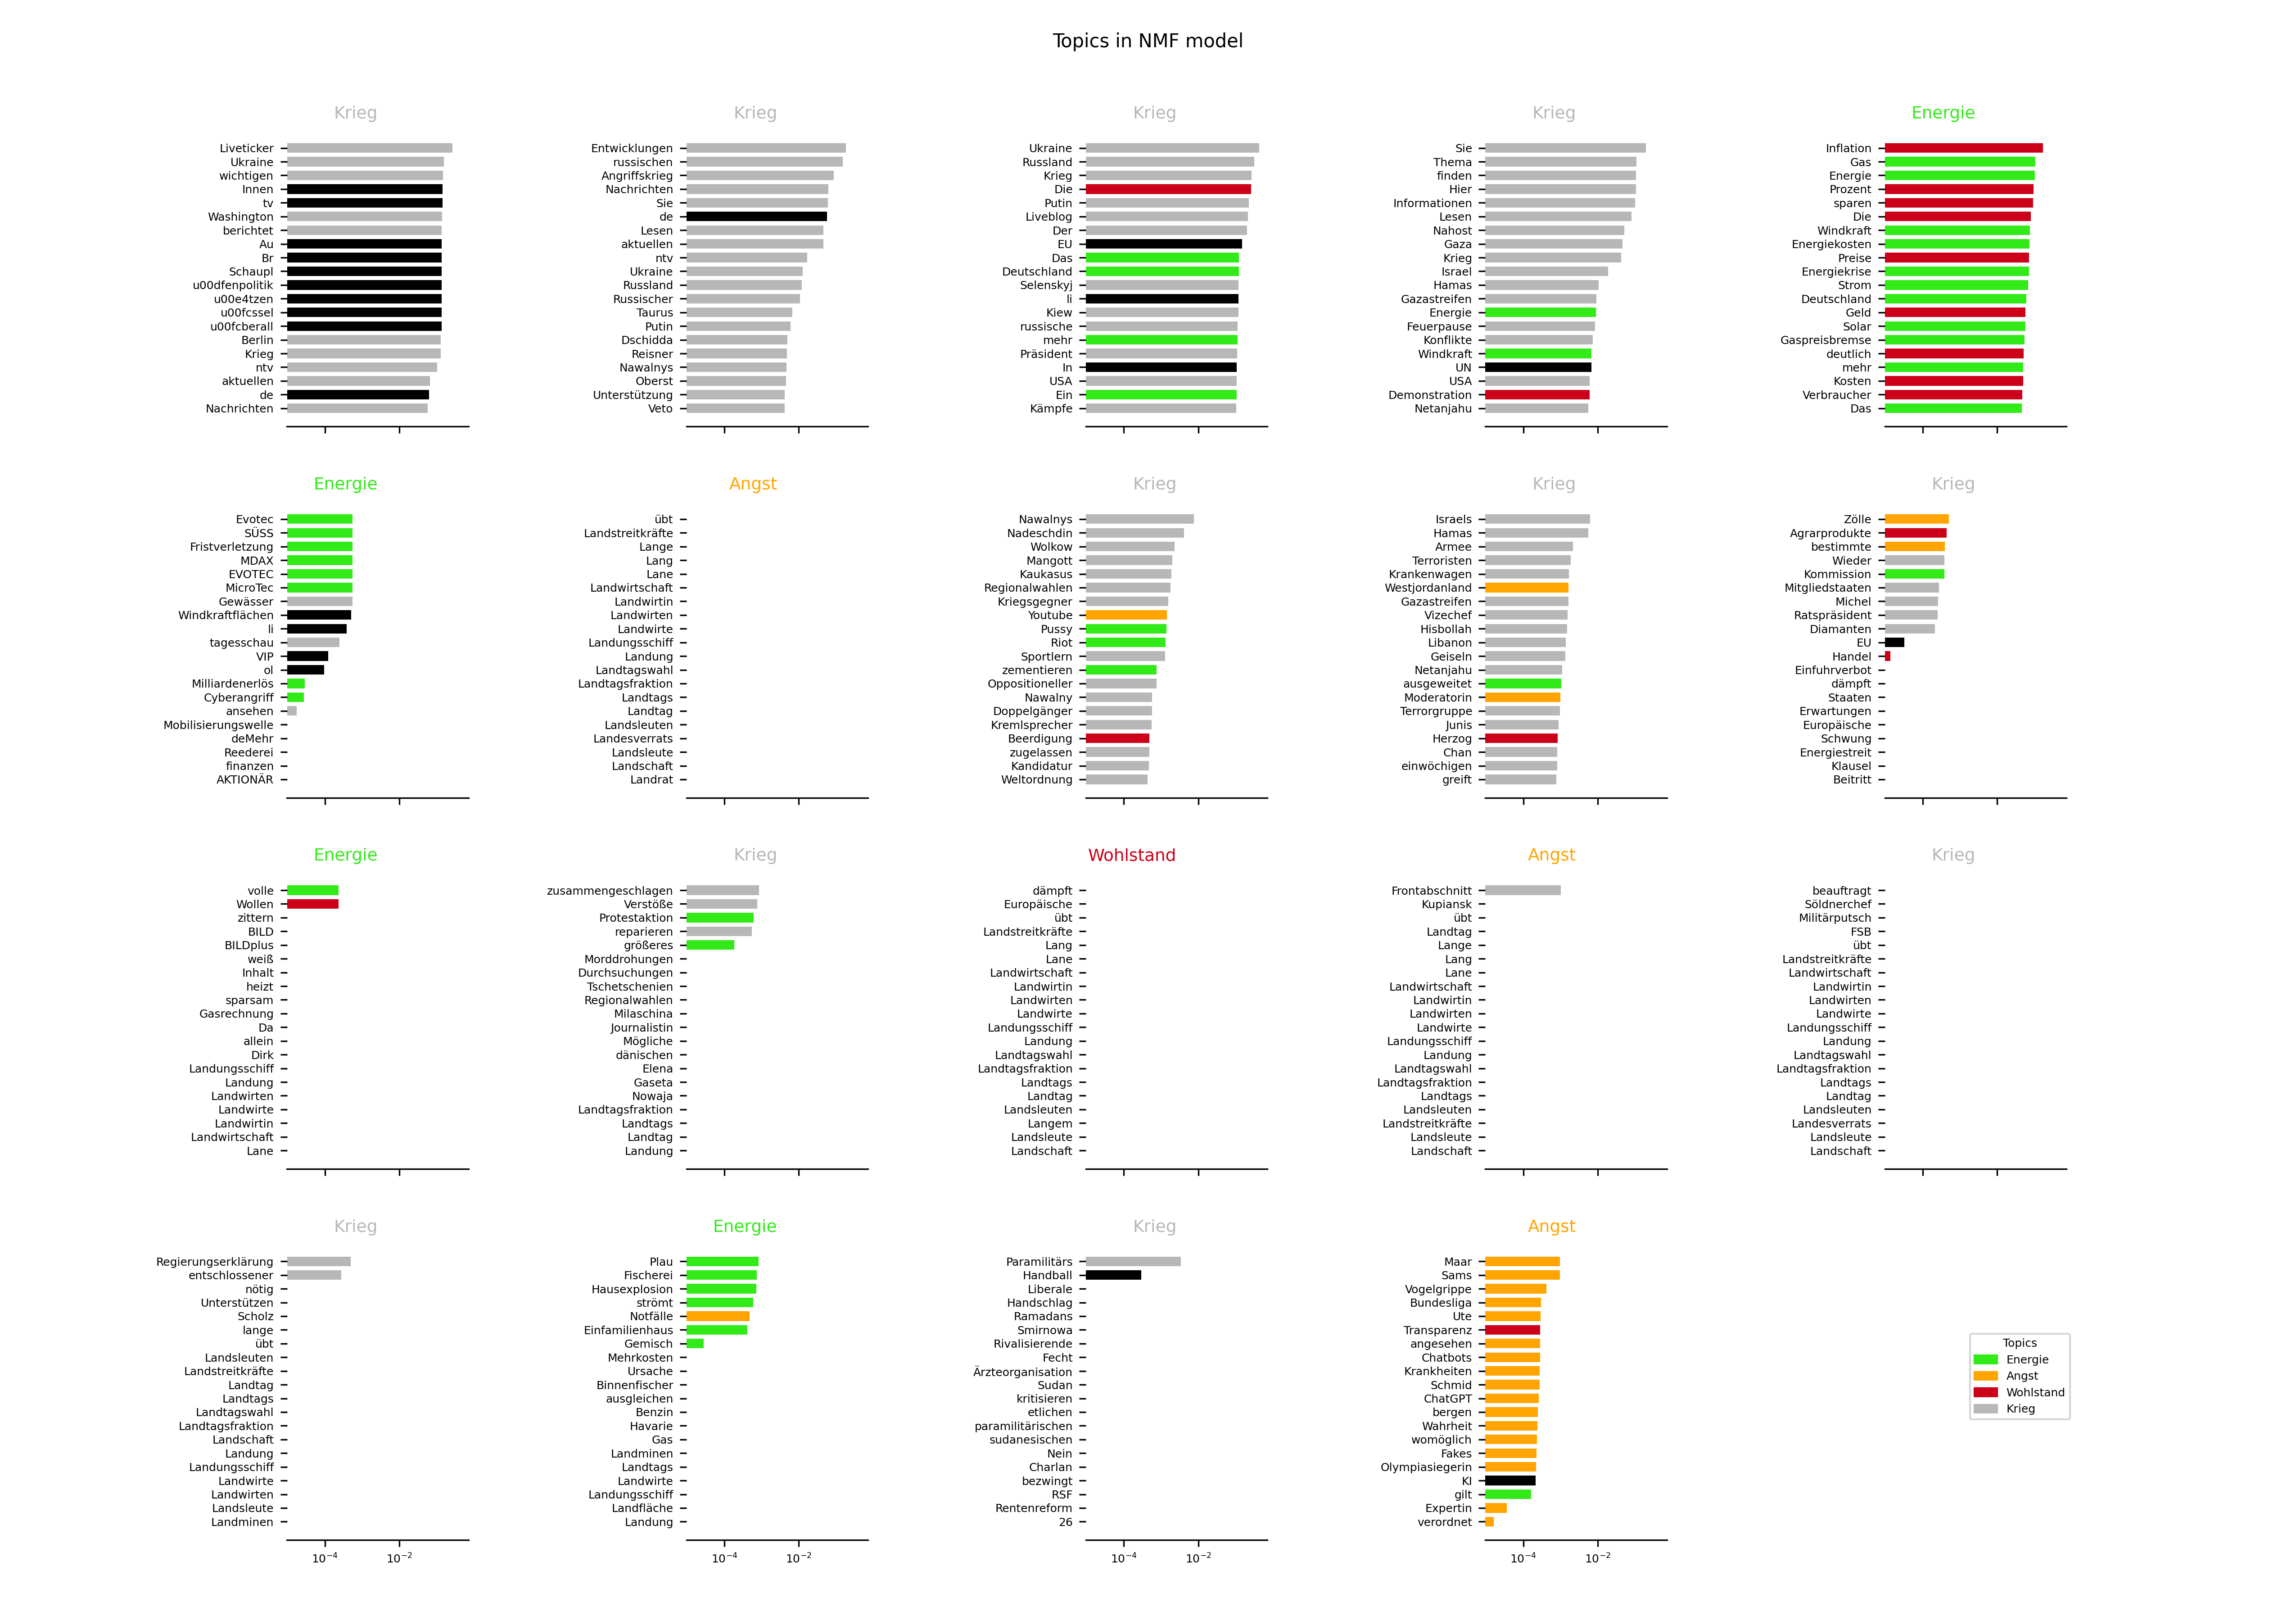 Topics in NMF model
Krieg
Liveticker
Ukraine
wichtigen
Innen
tv
Washington
berichtet
Au
Br
Schaupl
u00dfenpolitik
u00e4tzen
u00fcssel
u00fcberall
Berlin
Krieg
ntv
aktuellen
de
Nachrichten
Krieg
Entwicklungen
russischen
Angriffskrieg
Nachrichten
Sie
de
Lesen
aktuellen
ntv
Ukraine
Russland
Russischer
Taurus
Putin
Dschidda
Reisner
Nawalnys
Oberst
Unterstützung
Veto
Krieg
Ukraine
Russland
Krieg
Die
Putin
Liveblog
Der
EU
Das
Deutschland
Selenskyj
li
Kiew
russische
mehr
Präsident
In
USA
Ein
Kämpfe
Krieg
Sie
Thema
finden
Hier
Informationen
Lesen
Nahost
Gaza
Krieg
Israel
Hamas
Gazastreifen
Energie
Feuerpause
Konflikte
Windkraft
UN
USA
Demonstration
Netanjahu
Energie
Inflation
Gas
Energie
Prozent
sparen
Die
Windkraft
Energiekosten
Preise
Energiekrise
Strom
Deutschland
Geld
Solar
Gaspreisbremse
deutlich
mehr
Kosten
Verbraucher
Das
Energie
Evotec
SÜSS
Fristverletzung
MDAX
EVOTEC
MicroTec
Gewässer
Windkraftflächen
li
tagesschau
VIP
ol
Milliardenerlös
Cyberangriff
ansehen
Mobilisierungswelle
deMehr
Reederei
finanzen
AKTIONÄR
Angst
übt
Landstreitkräfte
Lange
Lang
Lane
Landwirtschaft
Landwirtin
Landwirten
Landwirte
Landungsschiff
Landung
Landtagswahl
Landtagsfraktion
Landtags
Landtag
Landsleuten
Landesverrats
Landsleute
Landschaft
Landrat
Krieg
Nawalnys
Nadeschdin
Wolkow
Mangott
Kaukasus
Regionalwahlen
Kriegsgegner
Youtube
Pussy
Riot
Sportlern
zementieren
Oppositioneller
Nawalny
Doppelgänger
Kremlsprecher
Beerdigung
zugelassen
Kandidatur
Weltordnung
Krieg
Israels
Hamas
Armee
Terroristen
Krankenwagen
Westjordanland
Gazastreifen
Vizechef
Hisbollah
Libanon
Geiseln
Netanjahu
ausgeweitet
Moderatorin
Terrorgruppe
Junis
Herzog
Chan
einwöchigen
greift
Krieg
Zölle
Agrarprodukte
bestimmte
Wieder
Kommission
Mitgliedstaaten
Michel
Ratspräsident
Diamanten
EU
Handel
Einfuhrverbot
dämpft
Staaten
Erwartungen
Europäische
Schwung
Energiestreit
Klausel
Beitritt
Energie
volle
Wollen
zittern
BILD
BILDplus
weiß
Inhalt
heizt
sparsam
Gasrechnung
Da
allein
Dirk
Landungsschiff
Landung
Landwirten
Landwirte
Landwirtin
Landwirtschaft
Lane
Krieg
zusammengeschlagen
Verstöße
Protestaktion
reparieren
größeres
Morddrohungen
Durchsuchungen
Tschetschenien
Regionalwahlen
Milaschina
Journalistin
Mögliche
dänischen
Elena
Gaseta
Nowaja
Landtagsfraktion
Landtags
Landtag
Landung
Wohlstand
dämpft
Europäische
übt
Landstreitkräfte
Lang
Lane
Landwirtschaft
Landwirtin
Landwirten
Landwirte
Landungsschiff
Landung
Landtagswahl
Landtagsfraktion
Landtags
Landtag
Landsleuten
Langem
Landsleute
Landschaft
Angst
Frontabschnitt
Kupiansk
übt
Landtag
Lange
Lang
Lane
Landwirtschaft
Landwirtin
Landwirten
Landwirte
Landungsschiff
Landung
Landtagswahl
Landtagsfraktion
Landtags
Landsleuten
Landstreitkräfte
Landsleute
Landschaft
Krieg
beauftragt
Söldnerchef
Militärputsch
FSB
übt
Landstreitkräfte
Landwirtschaft
Landwirtin
Landwirten
Landwirte
Landungsschiff
Landung
Landtagswahl
Landtagsfraktion
Landtags
Landtag
Landsleuten
Landesverrats
Landsleute
Landschaft
Krieg
Regierungserklärung
entschlossener
nötig
Unterstützen
Scholz
lange
übt
Landsleuten
Landstreitkräfte
Landtag
Landtags
Landtagswahl
Landtagsfraktion
Landschaft
Landung
Landungsschiff
Landwirte
Landwirten
Landsleute
Landminen
10⁻⁴ 10⁻²
Energie
Plau
Fischerei
Hausexplosion
strömt
Notfälle
Einfamilienhaus
Gemisch
Mehrkosten
Ursache
Binnenfischer
ausgleichen
Benzin
Havarie
Gas
Landminen
Landtags
Landwirte
Landungsschiff
Landfläche
Landung
10⁻⁴ 10⁻²
Krieg
Paramilitärs
Handball
Liberale
Handschlag
Ramadans
Smirnowa
Rivalisierende
Fecht
Ärzteorganisation
Sudan
kritisieren
etlichen
paramilitärischen
sudanesischen
Nein
Charlan
bezwingt
RSF
Rentenreform
26
10⁻⁴ 10⁻²
Angst
Maar
Sams
Vogelgrippe
Bundesliga
Ute
Transparenz
angesehen
Chatbots
Krankheiten
Schmid
ChatGPT
bergen
Wahrheit
womöglich
Fakes
Olympiasiegerin
KI
gilt
Expertin
verordnet
10⁻⁴ 10⁻²
Topics
Energie
Angst
Wohlstand
Krieg